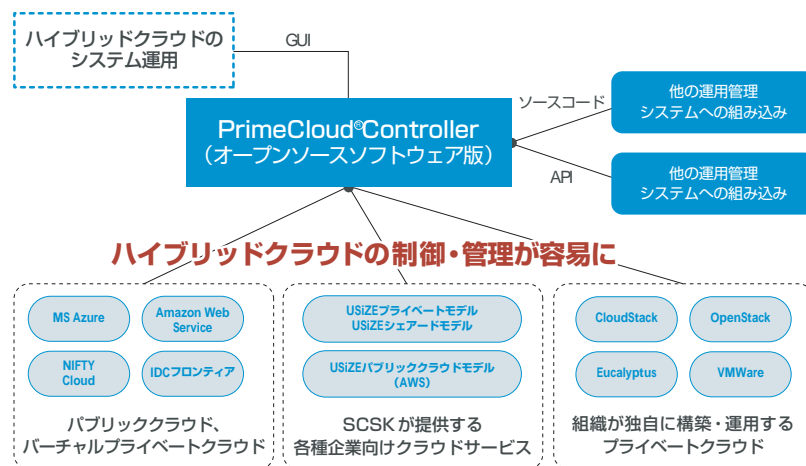 ハイブリッドクラウドの
システム運用
GUI
PrimeCloud®Controller
（オープンソースソフトウェア版）
ソースコード
他の運用管理
システムへの組み込み
API
他の運用管理
システムへの組み込み
ハイブリッドクラウドの制御・管理が容易に
MS Azure
Amazon Web
Service
NIFTY
Cloud
IDCフロンティア
パブリッククラウド、
バーチャルプライベートクラウド
USiZEプライベートモデル
USiZEシェアードモデル
USiZEパブリッククラウドモデル
（AWS）
SCSKが提供する
各種企業向けクラウドサービス
CloudStack
OpenStack
Eucalyptus
VMWare
組織が独自に構築・運用する
プライベートクラウド